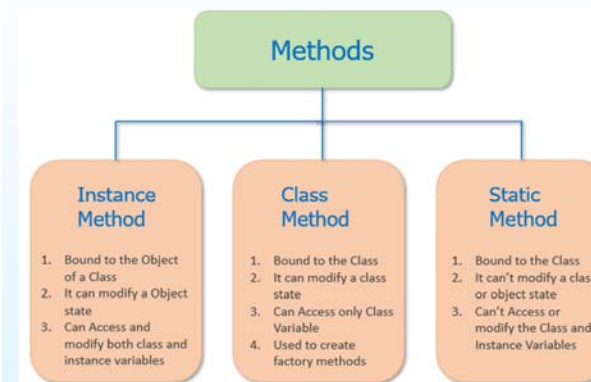 Methods
Instance
Method
1. Bound to the Object
of a Class
2. It can modify a Object
state
3. Can Access and
modify both class and
instance variables
Class
Method
1. Bound to the Class
2. It can modify a class
state
3. Can Access only Class
Variable
4. Used to create
factory methods
Static
Method
1. Bound to the Class
2. It can't modify a class
or object state
3. Can't Access or
modify the Class and
Instance Variables